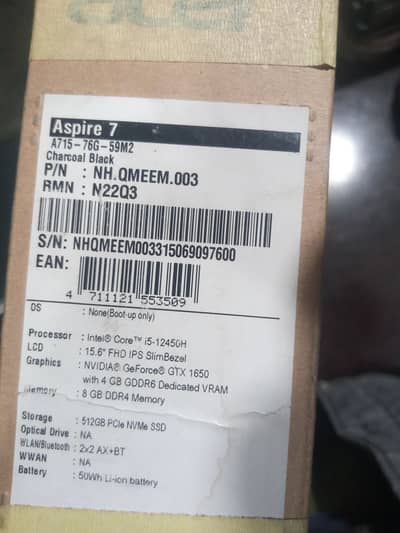 acer
Aspire 7
A715-76G-59M2
Charcoal Black
P/N : NH.QMEEM.003
RMN : N22Q3
S/N: NHQMEEM003315069097600
EAN:
4 711121 553509
OS : None(Boot-up only)
Processor : Intel® Core™ i5-12450H
LCD : 15.6" FHD IPS SlimBezel
Graphics : NVIDIA® GeForce® GTX 1650
with 4 GB GDDR6 Dedicated VRAM
Memory : 8 GB DDR4 Memory
Storage : 512GB PCIe NVMe SSD
Optical Drive : NA
WLAN/Bluetooth : 2x2 AX+BT
WWAN : NA
Battery : 50Wh Li-ion battery